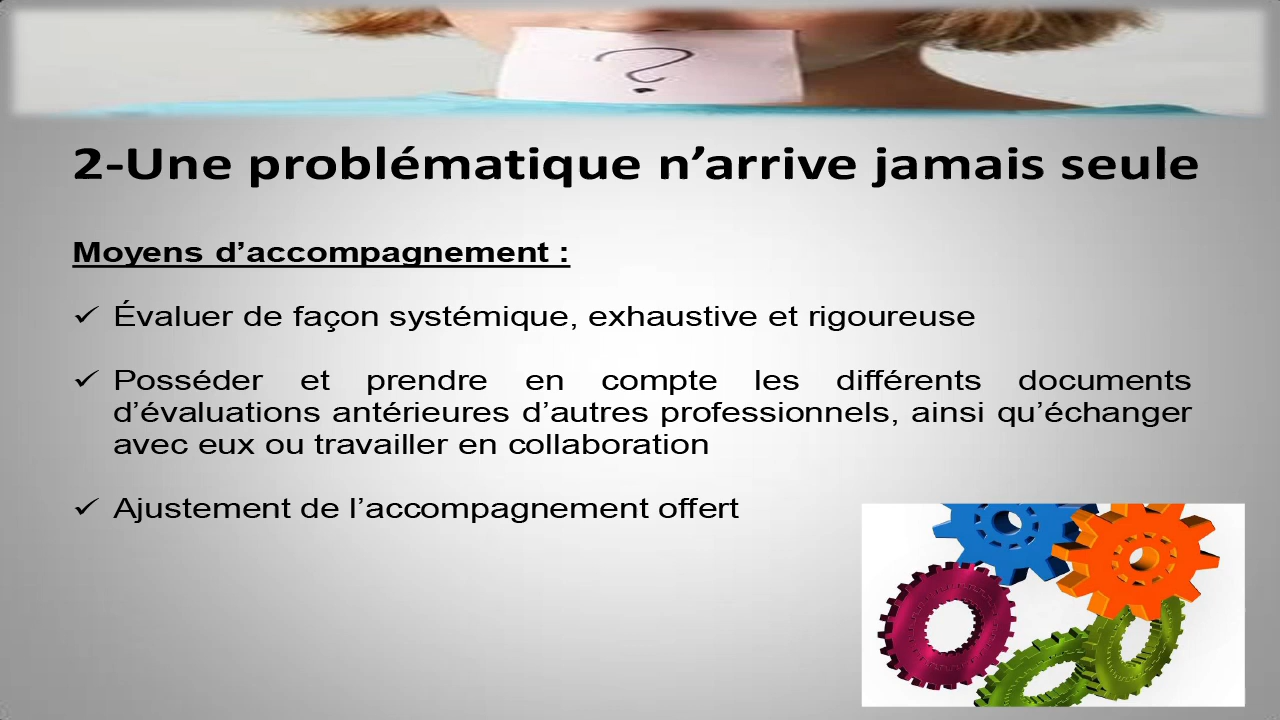 ?
2-Une problématique n’arrive jamais seule
Moyens d’accompagnement :
✓ Évaluer de façon systémique, exhaustive et rigoureuse
✓ Posséder et prendre en compte les différents documents
d’évaluations antérieures d’autres professionnels, ainsi qu’échanger
avec eux ou travailler en collaboration
✓ Ajustement de l’accompagnement offert